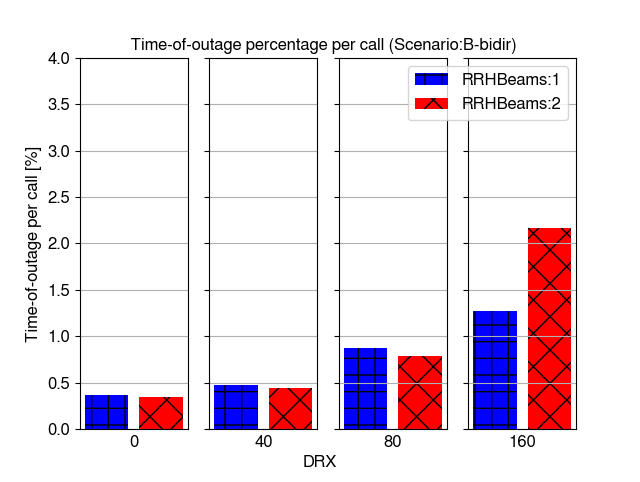 Time-of-outage percentage per call (Scenario:B-bidir)
RRHBeams:1
RRHBeams:2
Time-of-outage per call [%]
4.0
3.5
3.0
2.5
2.0
1.5
1.0
0.5
0.0
0 40 80 160
DRX